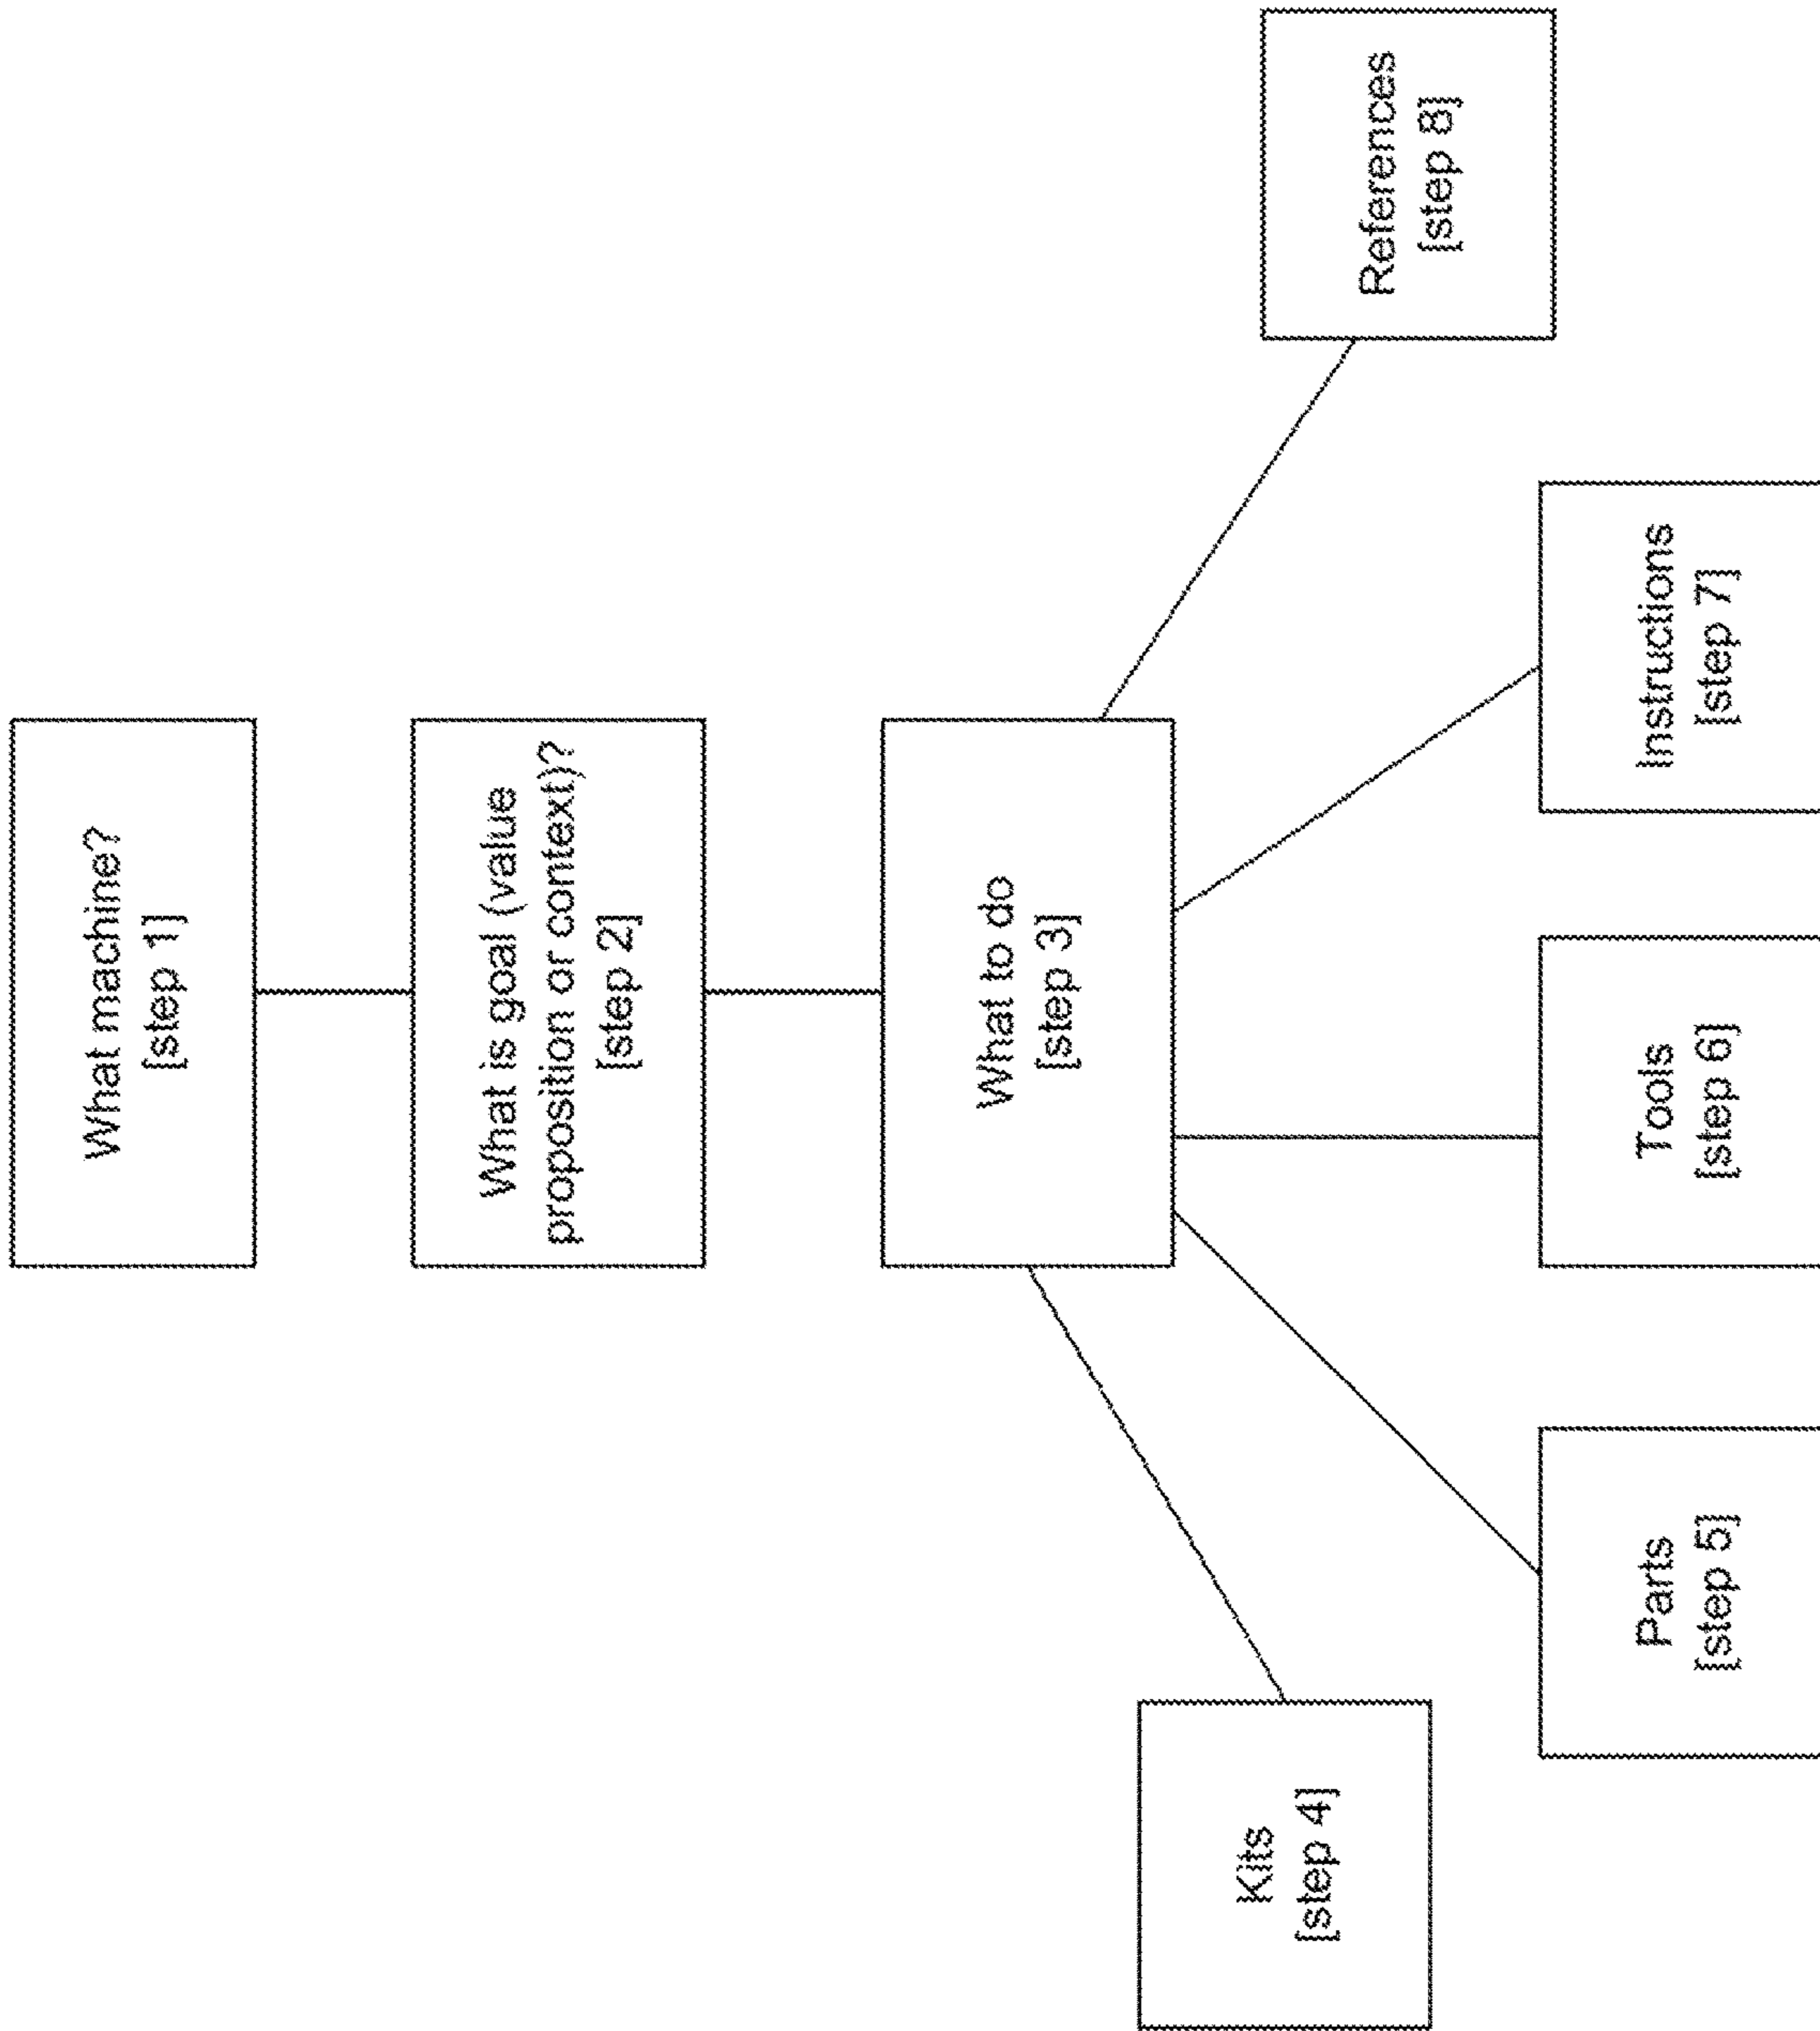 What machine?
[step 1]
What is goal (value
proposition or context)?
[step 2]
What to do
[step 3]
Kits
[step 4]
Parts
[step 5]
Tools
[step 6]
Instructions
[step 7]
References
[step 8]